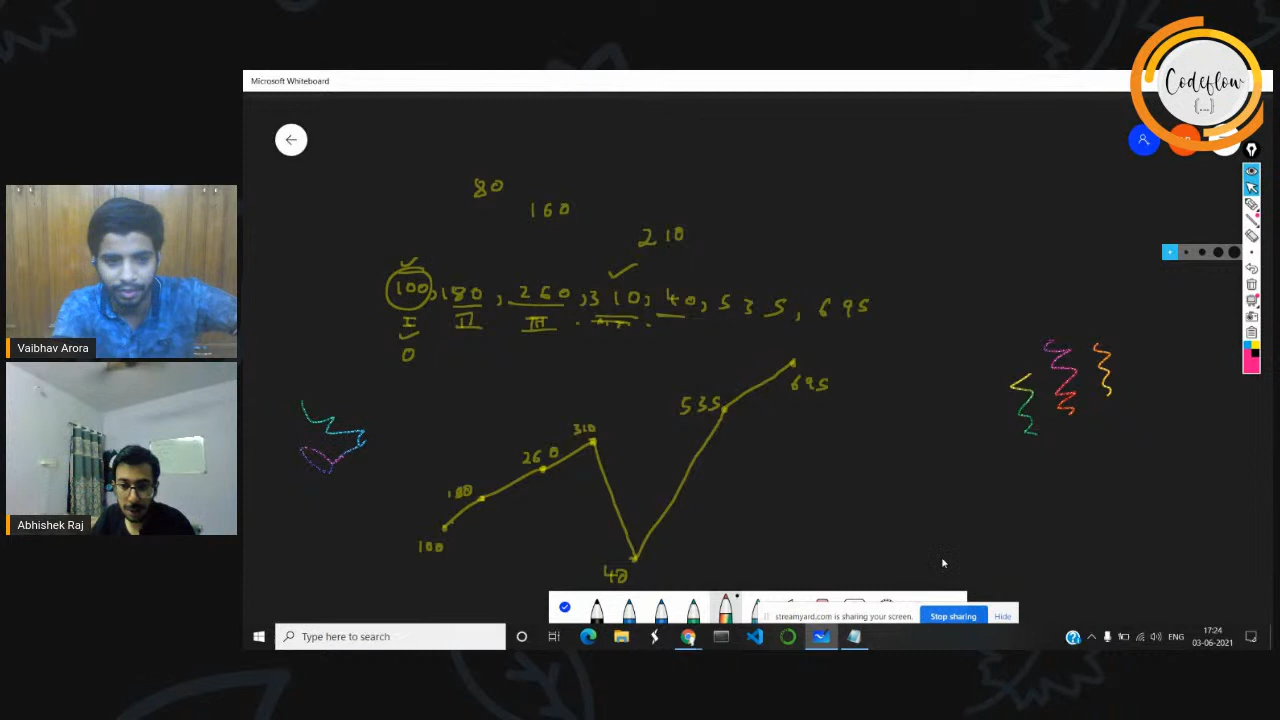 Codeflow
{...}
Microsoft Whiteboard
80
160
210
100, 180, 260, 310, 40, 535, 695
I II III
0
695
535
310
260
180
100
40
Vaibhav Arora
Abhishek Raj
streamyard.com is sharing your screen. Stop sharing Hide
Type here to search
ENG
17:24
03-06-2021